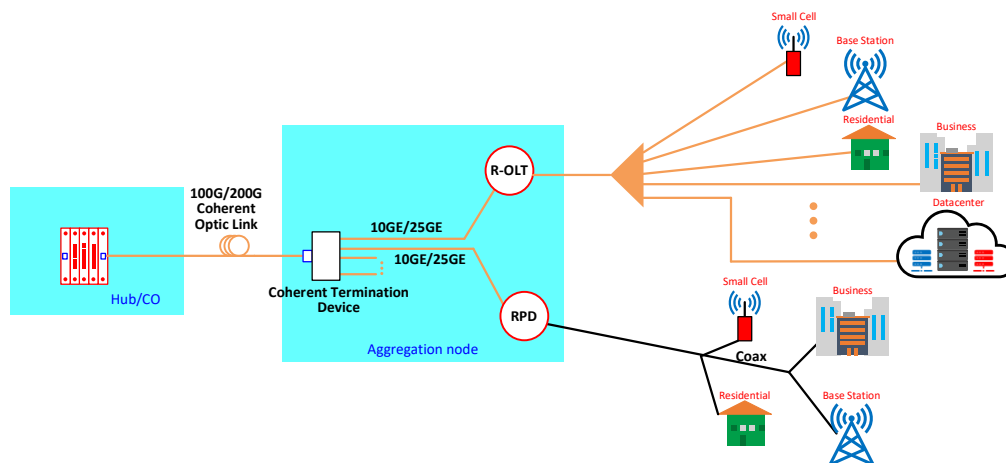 Small Cell
Base Station
Residential
Business
Datacenter
R-OLT
100G/200G
Coherent
Optic Link
10GE/25GE
10GE/25GE
Coherent Termination
Device
Hub/CO
RPD
Aggregation node
Small Cell
Business
Coax
Residential
Base Station